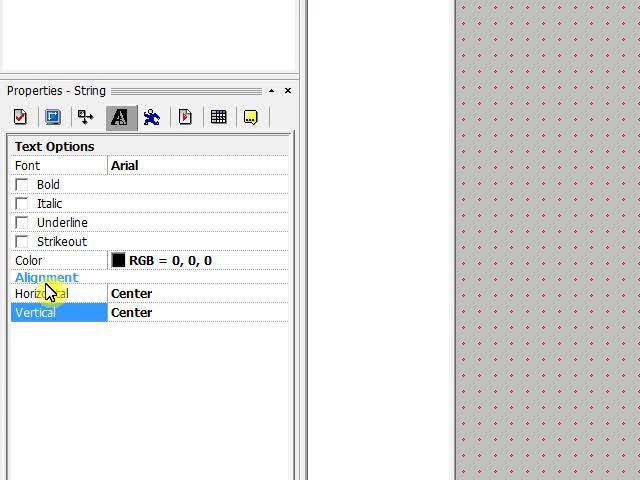 Properties - String
Text Options
Font Arial
Bold
Italic
Underline
Strikeout
Color RGB = 0, 0, 0
Alignment
Horizontal Center
Vertical Center